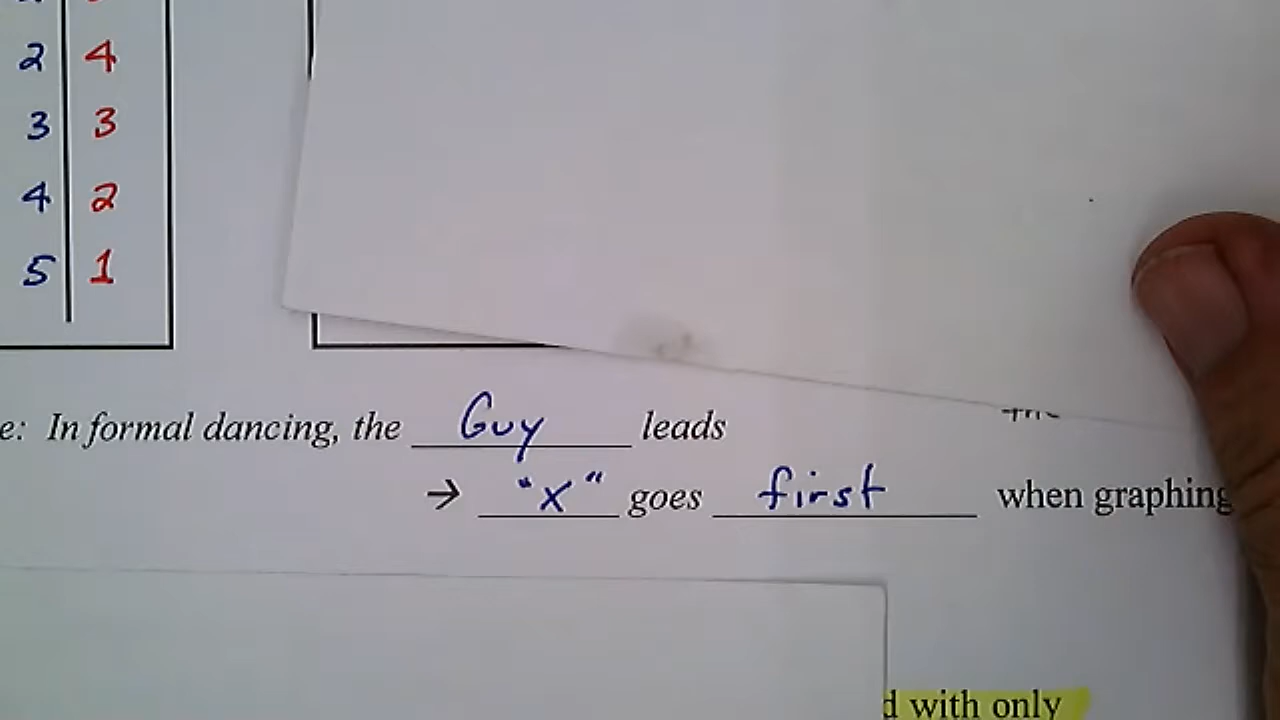 2 4
3 3
4 2
5 1
e: In formal dancing, the Guy leads
→ "x" goes first when graphing
d with only